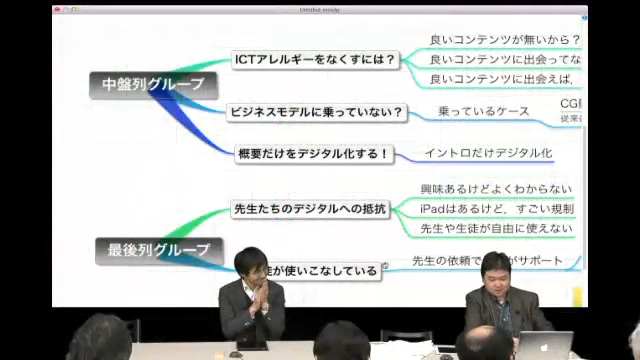 Untitled
ICTアレルギーをなくすには？
良いコンテンツが無いから？
良いコンテンツに出会ってな
良いコンテンツに出会えば，
中盤列グループ
ビジネスモデルに乗っていない？
乗っているケース
CG
従来
概要だけをデジタル化する！
イントロだけデジタル化
先生たちのデジタルへの抵抗
興味あるけどよくわからない
iPadはあるけど，すごい規制
先生や生徒が自由に使えない
最後列グループ
が使いこなしている
先生の依頼で
がサポート